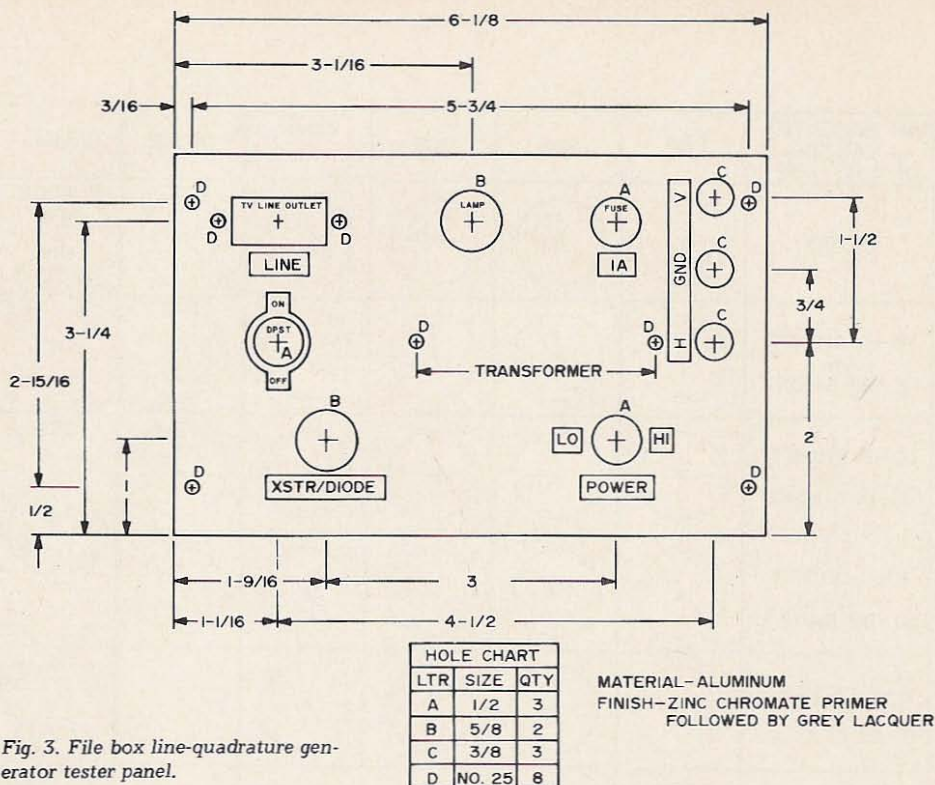 6-1/8
3-1/16
3/16
5-3/4
D
B
A
C
D
TV LINE OUTLET
LAMP
FUSE
V
D
D
1-1/2
LINE
1A
GND
C
ON
3/4
3-1/4
DPST
A
D
D
C
H
OFF
TRANSFORMER
2-15/16
B
A
2
LO
HI
1
D
D
XSTR/DIODE
POWER
1/2
1-9/16
3
1-1/16
4-1/2
HOLE CHART
LTR SIZE QTY
A 1/2 3
B 5/8 2
C 3/8 3
D NO. 25 8
MATERIAL-ALUMINUM
FINISH-ZINC CHROMATE PRIMER
FOLLOWED BY GREY LACQUER
Fig. 3. File box line-quadrature gen-
erator tester panel.